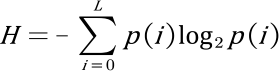 H = - \sum_{i=0}^{L} p(i) \log_2 p(i)